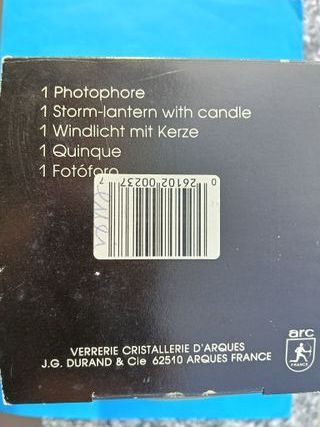 1 Photophore
1 Storm-lantern with candle
1 Windlicht mit Kerze
1 Quinque
1 Fotóforo
0 26102 00237 7
VERRERIE CRISTALLERIE D'ARQUES
J.G. DURAND & Cie 62510 ARQUES FRANCE
arc
FRANCE